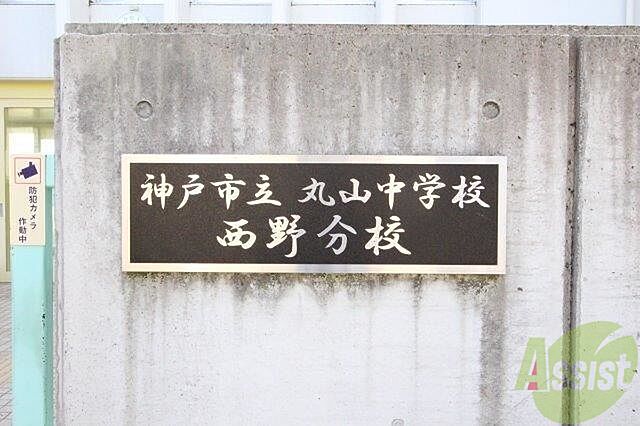 神戸市立 丸山中学校
西野分校
防犯カメラ
作動中
Assist